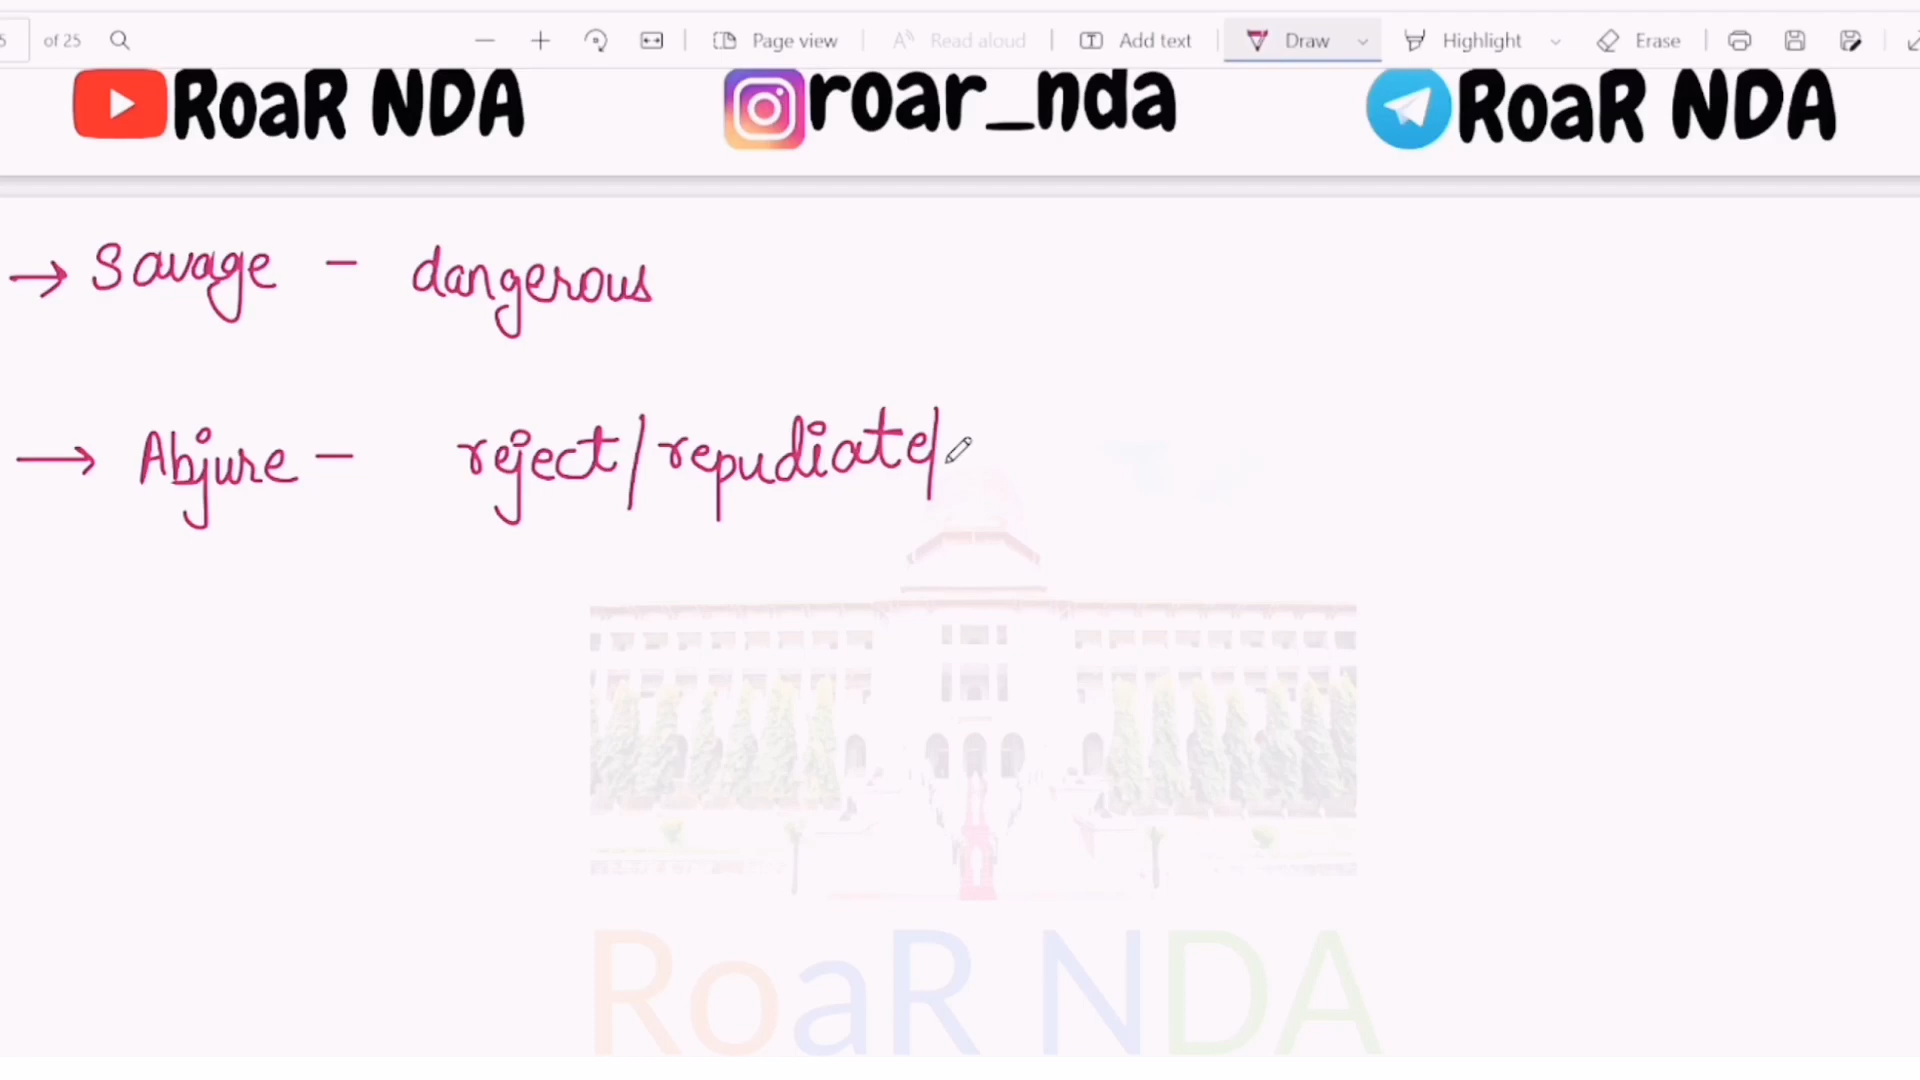 5 of 25 Page view Read aloud Add text Draw Highlight Erase
RoaR NDA roar_nda RoaR NDA
→ Savage - dangerous
→ Abjure - reject/repudiate/
RoaR NDA